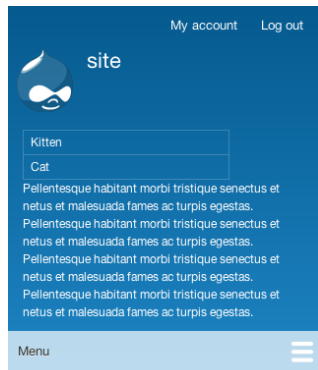 My account Log out
site
Kitten
Cat
Pellentesque habitant morbi tristique senectus et
netus et malesuada fames ac turpis egestas.
Pellentesque habitant morbi tristique senectus et
netus et malesuada fames ac turpis egestas.
Pellentesque habitant morbi tristique senectus et
netus et malesuada fames ac turpis egestas.
Pellentesque habitant morbi tristique senectus et
netus et malesuada fames ac turpis egestas.
Menu